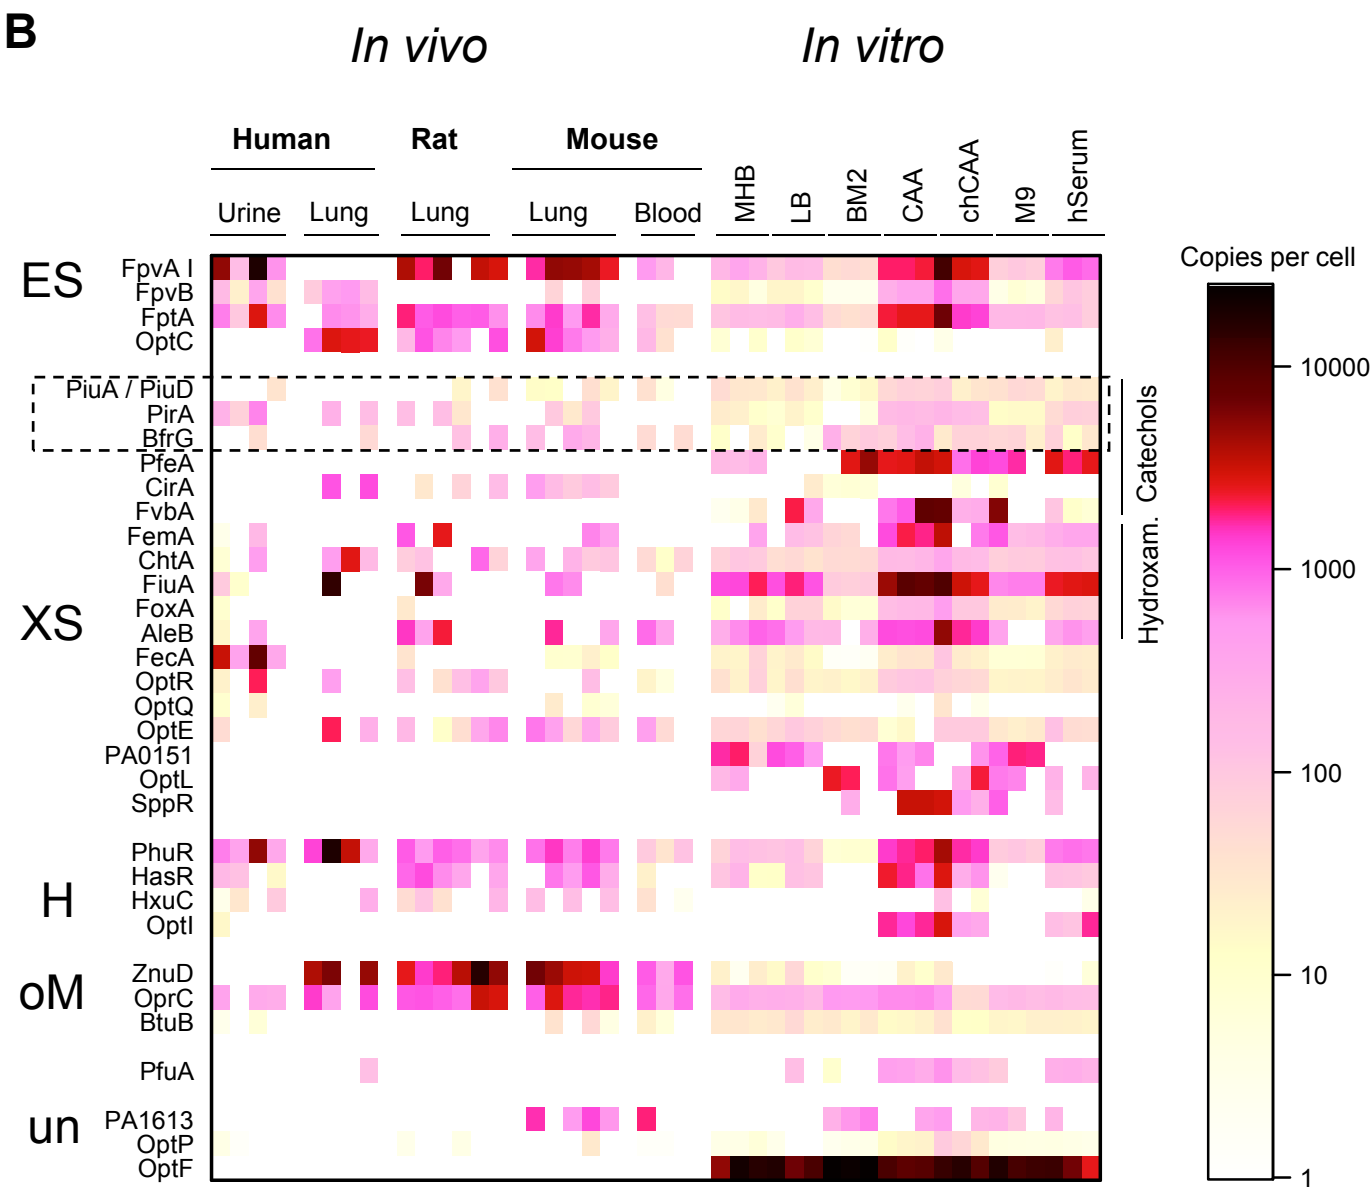 B
In vivo
In vitro
Human
Rat
Mouse
Urine
Lung
Lung
Lung
Blood
MHB
LB
BM2
CAA
chCAA
M9
hSerum
Copies per cell
10000
1000
100
10
1
ES
FpvA I
FpvB
FptA
OptC
PiuA / PiuD
PirA
BfrG
PfeA
CirA
FvbA
FemA
ChtA
FiuA
XS
FoxA
AleB
FecA
OptR
OptQ
OptE
PA0151
OptL
SppR
Catechols
Hydroxam.
H
PhuR
HasR
HxuC
OptI
oM
ZnuD
OprC
BtuB
PfuA
un
PA1613
OptP
OptF